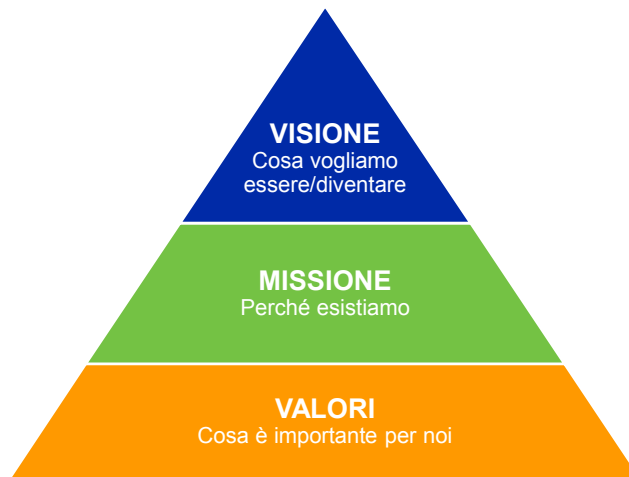 VISIONE
Cosa vogliamo
essere/diventare
MISSIONE
Perché esistiamo
VALORI
Cosa è importante per noi